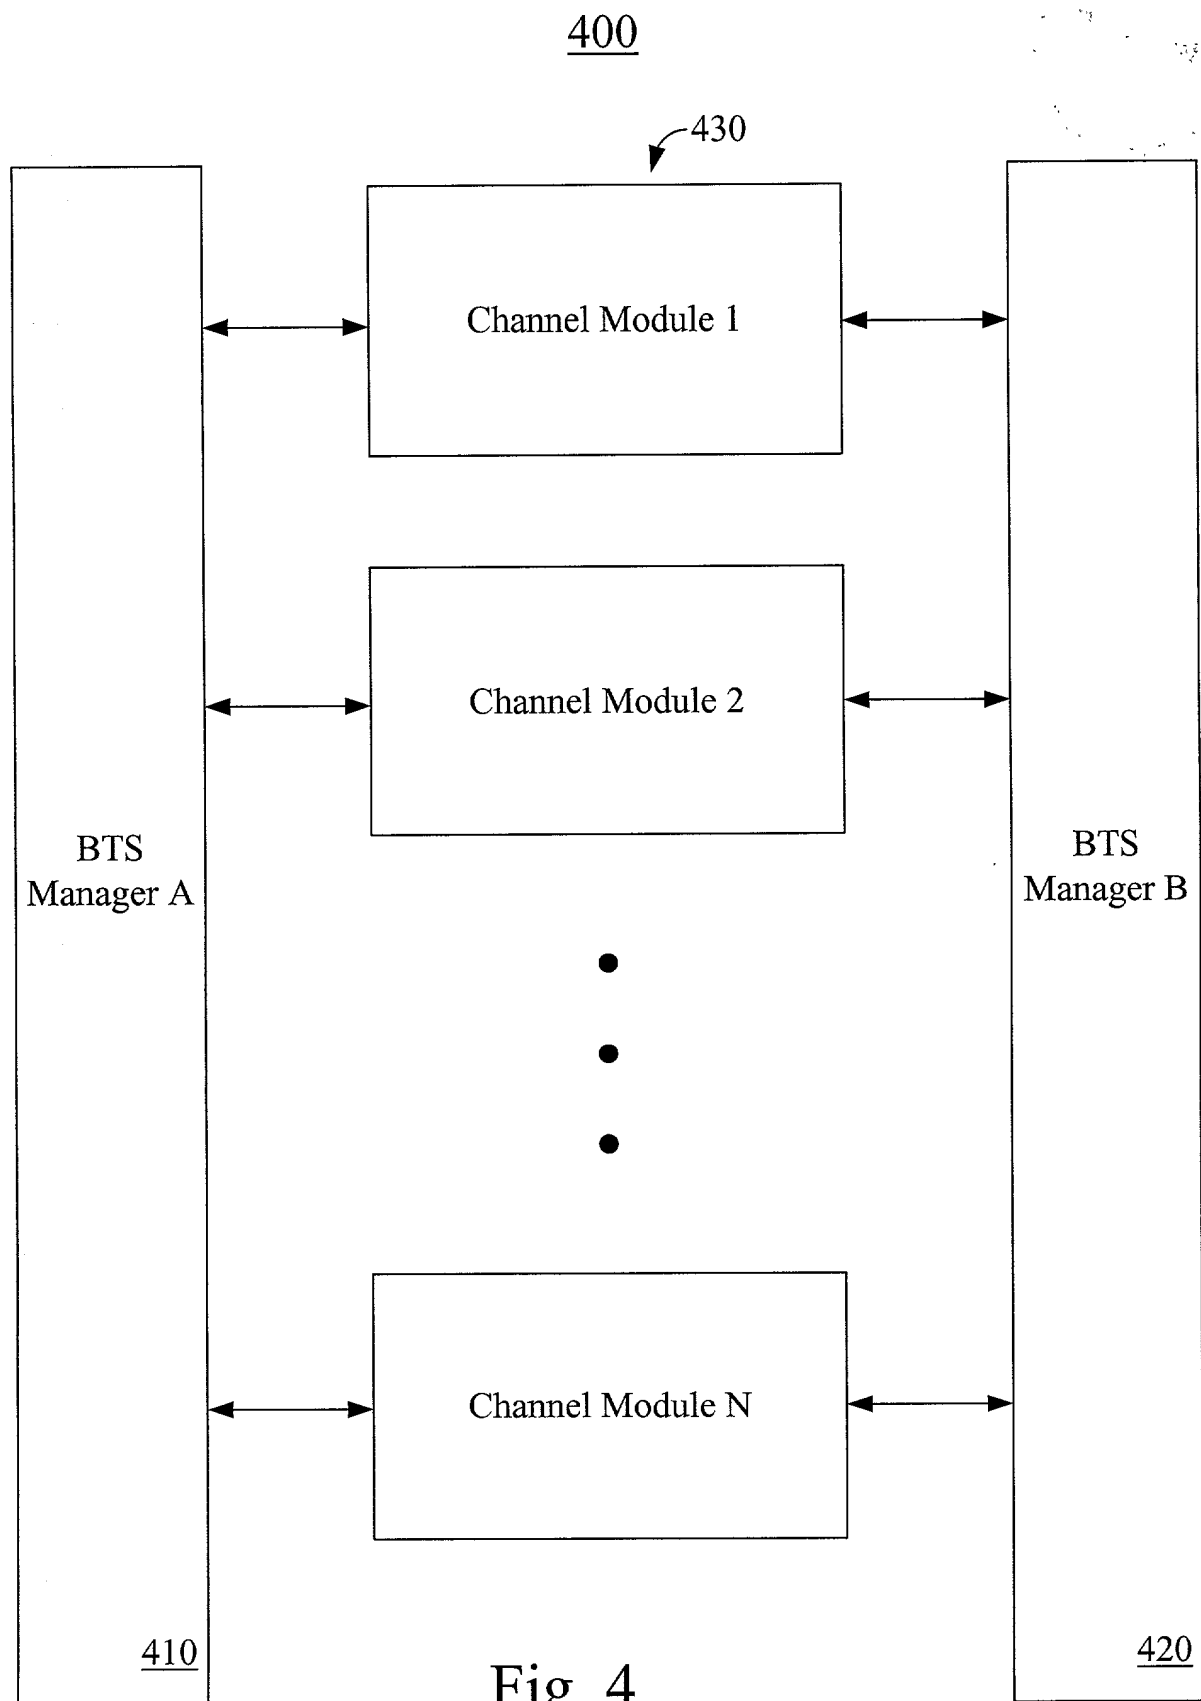 400
430
Channel Module 1
Channel Module 2
BTS
Manager A
BTS
Manager B
Channel Module N
410
420
Fig. 4